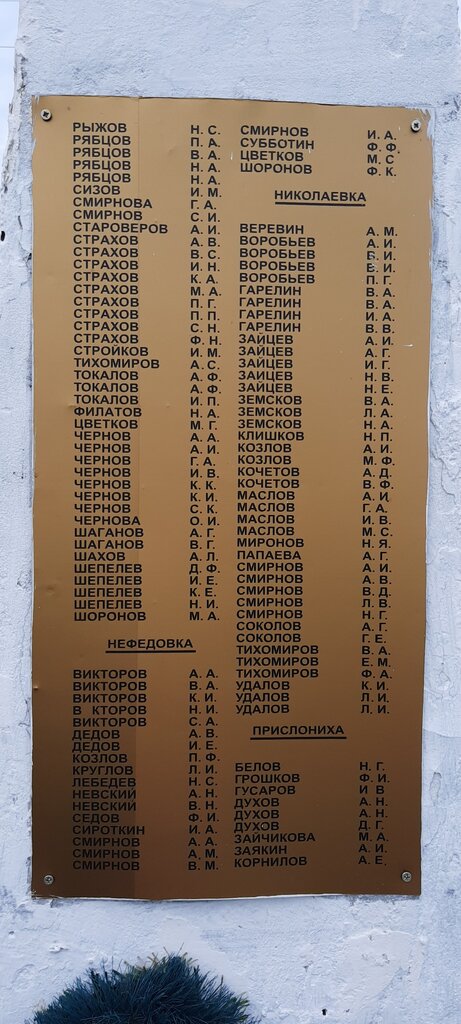 РЫЖОВ Н. С.
РЯБЦОВ П. А.
РЯБЦОВ В. А.
РЯБЦОВ Н. А.
РЯБЦОВ Н. А.
СИЗОВ И. М.
СМИРНОВА Г. А.
СМИРНОВ С. И.
СТАРОВЕРОВ А. И.
СТРАХОВ А. В.
СТРАХОВ В. С.
СТРАХОВ И. Н.
СТРАХОВ К. А.
СТРАХОВ М. А.
СТРАХОВ П. Г.
СТРАХОВ П. П.
СТРАХОВ С. Н.
СТРАХОВ Ф. Н.
СТРОЙКОВ И. М.
ТИХОМИРОВ А. С.
ТОКАЛОВ А. Ф.
ТОКАЛОВ А. Ф.
ТОКАЛОВ И. П.
ФИЛАТОВ Н. А.
ЦВЕТКОВ М. Г.
ЧЕРНОВ А. А.
ЧЕРНОВ А. И.
ЧЕРНОВ Г. А.
ЧЕРНОВ И. В.
ЧЕРНОВ К. К.
ЧЕРНОВ К. И.
ЧЕРНОВ С. К.
ЧЕРНОВА О. И.
ШАГАНОВ А. Г.
ШАГАНОВ В. Г.
ШАХОВ А. Л.
ШЕПЕЛЕВ Д. Ф.
ШЕПЕЛЕВ И. Е.
ШЕПЕЛЕВ К. Е.
ШЕПЕЛЕВ Н. И.
ШОРОНОВ М. А.
НЕФЕДОВКА
ВИКТОРОВ А. А.
ВИКТОРОВ В. А.
ВИКТОРОВ К. И.
В КТОРОВ Н. И.
ВИКТОРОВ С. А.
ДЕДОВ А. В.
ДЕДОВ И. Е.
КОЗЛОВ П. Ф.
КРУГЛОВ Л. И.
ЛЕБЕДЕВ Н. С.
НЕВСКИЙ А. Н.
НЕВСКИЙ В. Н.
СЕДОВ Ф. И.
СИРОТКИН И. А.
СМИРНОВ А. А.
СМИРНОВ А. М.
СМИРНОВ В. М.
СМИРНОВ И. А.
СУББОТИН Ф. Ф.
ЦВЕТКОВ М. С
ШОРОНОВ Ф. К.
НИКОЛАЕВКА
ВЕРЕВИН А. М.
ВОРОБЬЕВ А. И.
ВОРОБЬЕВ В. И.
ВОРОБЬЕВ В. И.
ВОРОБЬЕВ П. Г.
ГАРЕЛИН В. А.
ГАРЕЛИН В. А.
ГАРЕЛИН И. А.
ГАРЕЛИН В. В.
ЗАЙЦЕВ А. И.
ЗАЙЦЕВ А. Г.
ЗАЙЦЕВ И. Г.
ЗАЙЦЕВ Н. В.
ЗАЙЦЕВ Н. Е.
ЗЕМСКОВ В. А.
ЗЕМСКОВ Л. А.
ЗЕМСКОВ Н. А.
КЛИШКОВ Н. П.
КОЗЛОВ А. И.
КОЗЛОВ М. Ф.
КОЧЕТОВ А. Д.
КОЧЕТОВ В. Ф.
МАСЛОВ А. И.
МАСЛОВ Г. А.
МАСЛОВ И. В.
МАСЛОВ М. С.
МИРОНОВ Н. Я.
ПАПАЕВА А. Г.
СМИРНОВ А. И.
СМИРНОВ А. В.
СМИРНОВ В. Д.
СМИРНОВ Л. В.
СМИРНОВ Н. Г.
СОКОЛОВ А. Г.
СОКОЛОВ Г. Е.
ТИХОМИРОВ В. А.
ТИХОМИРОВ Е. М.
ТИХОМИРОВ Ф. А.
УДАЛОВ К. И.
УДАЛОВ Л. И.
УДАЛОВ Л. И.
ПРИСЛОНИХА
БЕЛОВ Н. Г.
ГРОШКОВ Ф. И.
ГУСАРОВ И В
ДУХОВ А. Н.
ДУХОВ А. Н.
ДУХОВ Д. Г.
ЗАЙЧИКОВА М. А.
ЗАЯКИН А. И.
КОРНИЛОВ А. Е.